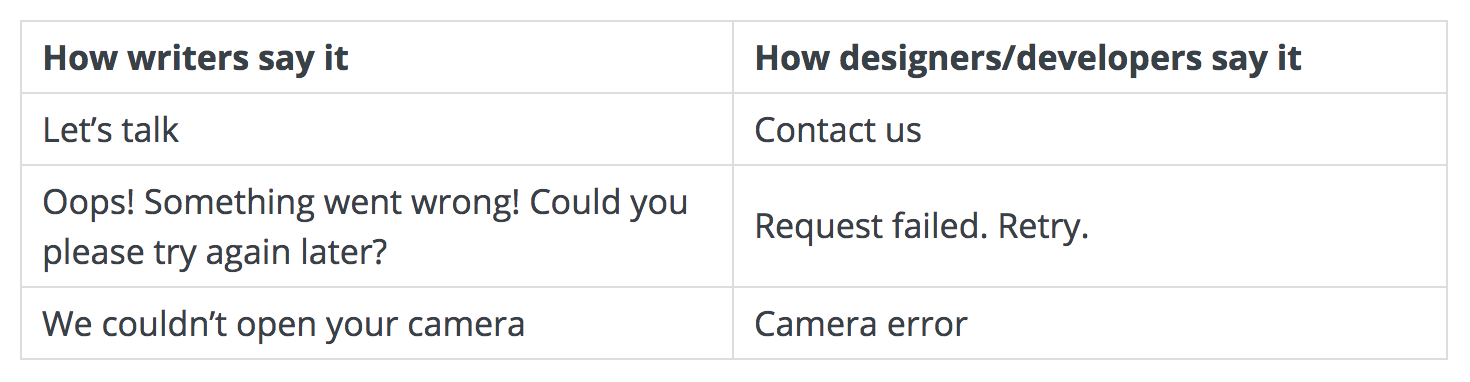 How writers say it
How designers/developers say it
Let’s talk
Contact us
Oops! Something went wrong! Could you
please try again later?
Request failed. Retry.
We couldn’t open your camera
Camera error